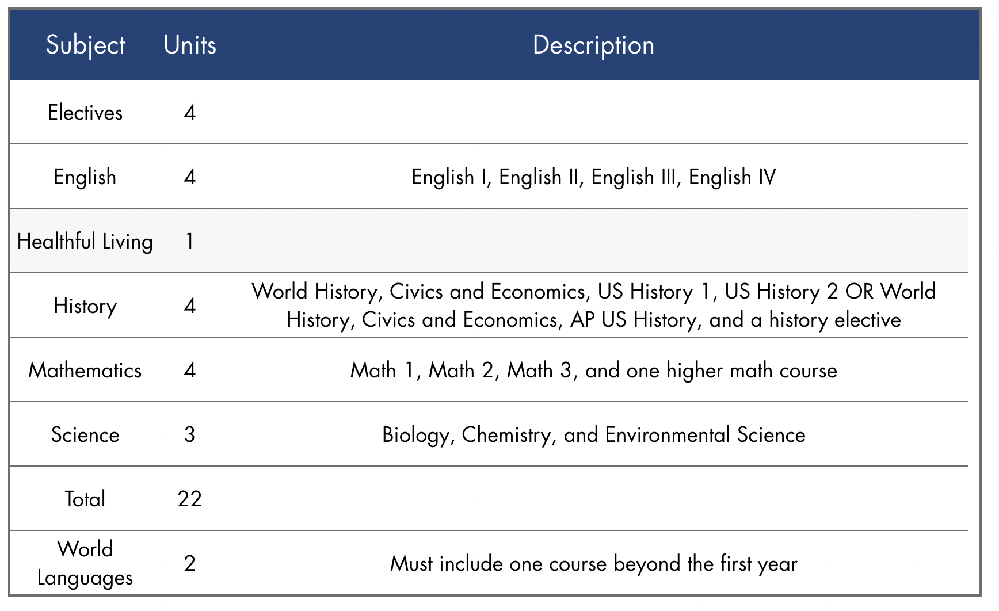 Subject Units Description
Electives 4
English 4 English I, English II, English III, English IV
Healthful Living 1
History 4 World History, Civics and Economics, US History 1, US History 2 OR World
History, Civics and Economics, AP US History, and a history elective
Mathematics 4 Math 1, Math 2, Math 3, and one higher math course
Science 3 Biology, Chemistry, and Environmental Science
Total 22
World
Languages 2 Must include one course beyond the first year